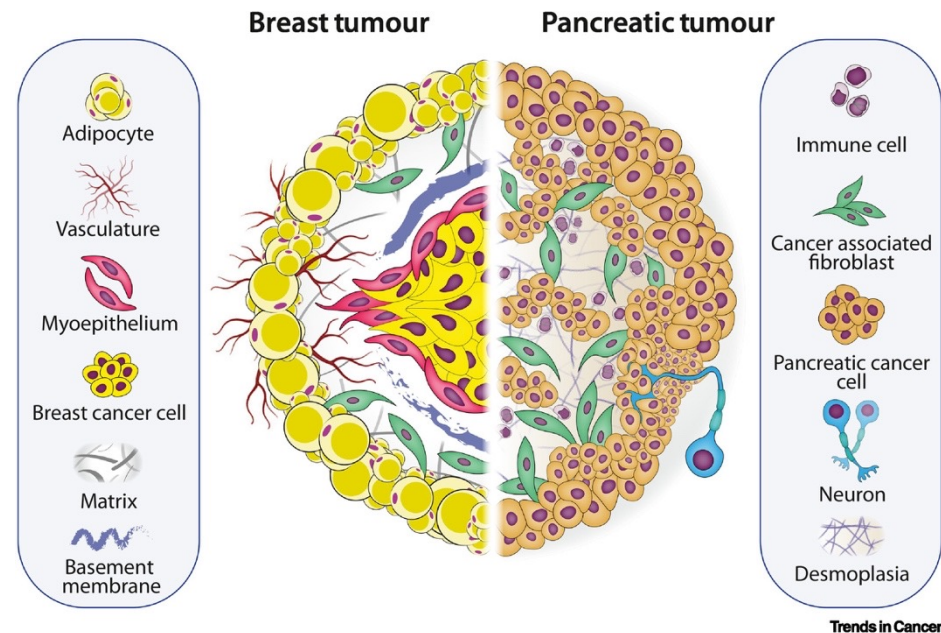 Breast tumour
Pancreatic tumour
Adipocyte
Vasculature
Myoepithelium
Breast cancer cell
Matrix
Basement
membrane
Immune cell
Cancer associated
fibroblast
Pancreatic cancer
cell
Neuron
Desmoplasia
Trends in Cancer